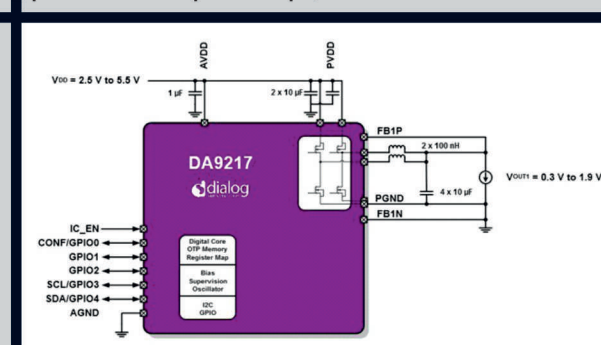 AVDD
PVDD
VDD = 2.5 V to 5.5 V
1 µF
2 x 10 µF
FB1P
2 x 100 nH
DA9217
dialog
VOUT1 = 0.3 V to 1.9 V
4 x 10 µF
PGND
FB1N
IC_EN
CONF/GPIO0
GPIO1
GPIO2
SCL/GPIO3
SDA/GPIO4
AGND
Digital Core
OTP Memory
Register Map
Bias
Supervision
Oscillator
I2C
GPIO